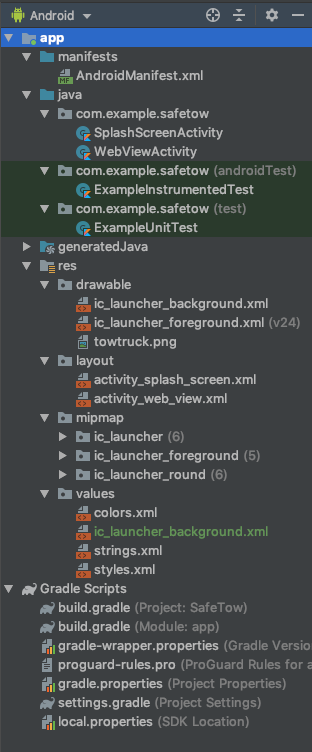 Android
app
manifests
AndroidManifest.xml
java
com.example.safetow
SplashScreenActivity
WebViewActivity
com.example.safetow (androidTest)
ExampleInstrumentedTest
com.example.safetow (test)
ExampleUnitTest
generatedJava
res
drawable
ic_launcher_background.xml
ic_launcher_foreground.xml (v24)
towtruck.png
layout
activity_splash_screen.xml
activity_web_view.xml
mipmap
ic_launcher (6)
ic_launcher_foreground (5)
ic_launcher_round (6)
values
colors.xml
ic_launcher_background.xml
strings.xml
styles.xml
Gradle Scripts
build.gradle (Project: SafeTow)
build.gradle (Module: app)
gradle-wrapper.properties (Gradle Versio
proguard-rules.pro (ProGuard Rules for a
gradle.properties (Project Properties)
settings.gradle (Project Settings)
local.properties (SDK Location)